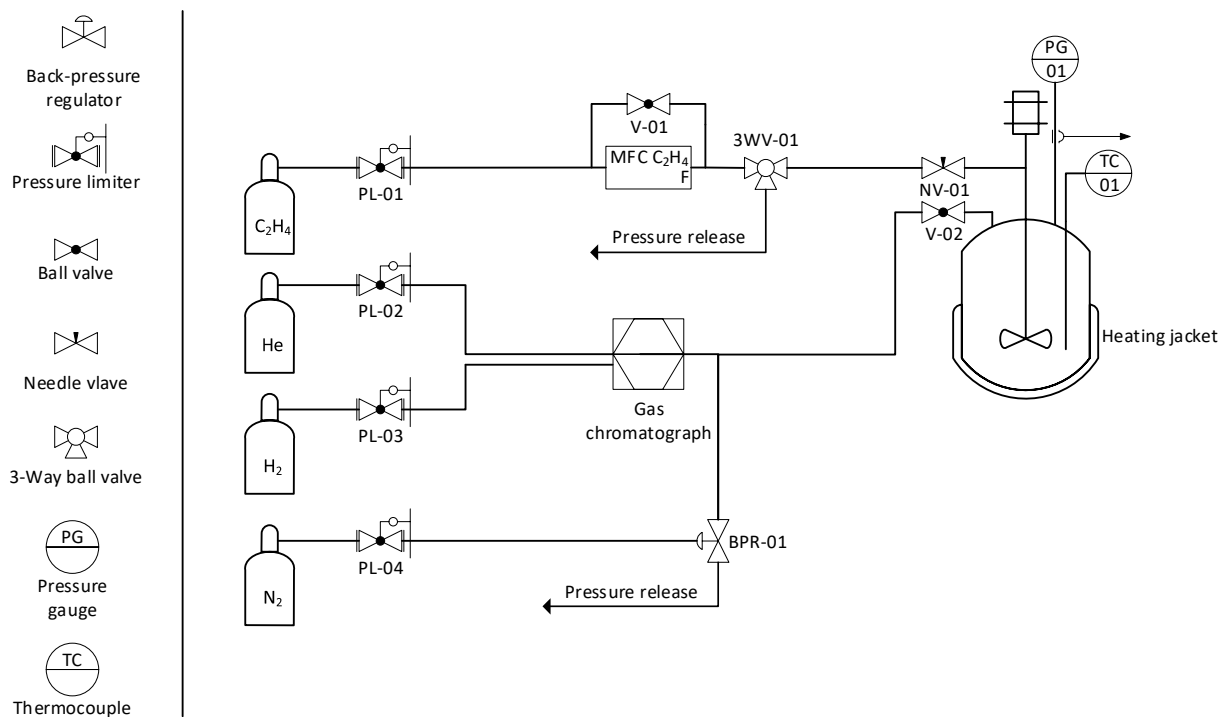 Back-pressure
regulator
Pressure limiter
Ball valve
Needle vlave
3-Way ball valve
PG
Pressure
gauge
TC
Thermocouple
C₂H₄
PL-01
V-01
MFC C₂H₄
F
3WV-01
Pressure release
NV-01
V-02
PG
01
TC
01
Heating jacket
He
PL-02
H₂
PL-03
Gas
chromatograph
N₂
PL-04
BPR-01
Pressure release